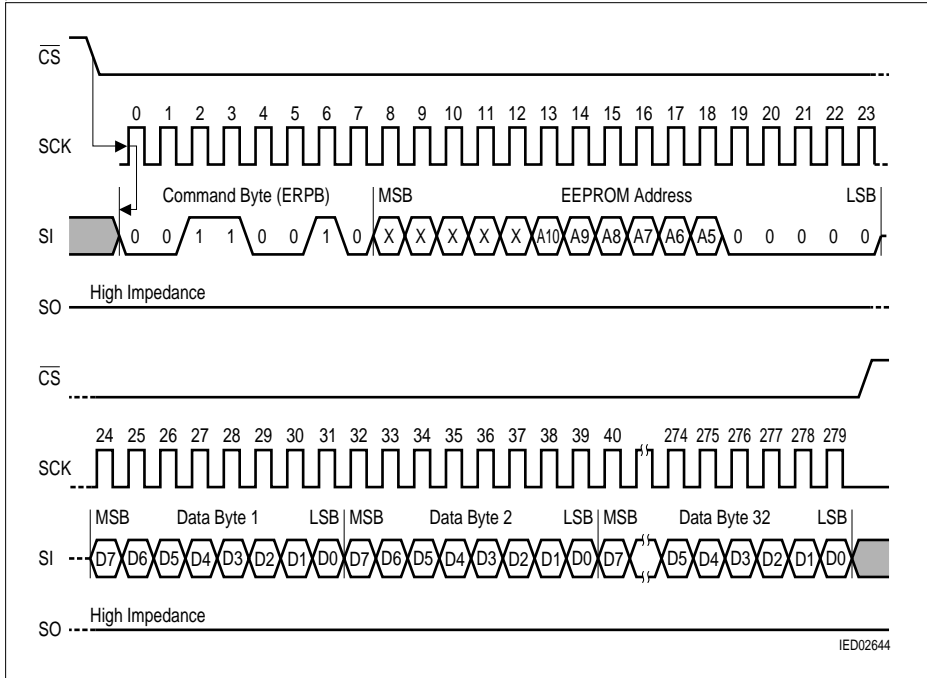 CS
0 1 2 3 4 5 6 7 8 9 10 11 12 13 14 15 16 17 18 19 20 21 22 23
SCK
Command Byte (ERPB) MSB EEPROM Address LSB
SI 0 0 1 1 0 0 1 0 X X X X X A10 A9 A8 A7 A6 A5 0 0 0 0 0
High Impedance
SO
CS
24 25 26 27 28 29 30 31 32 33 34 35 36 37 38 39 40 274 275 276 277 278 279
SCK
MSB Data Byte 1 LSB MSB Data Byte 2 LSB MSB Data Byte 32 LSB
SI D7 D6 D5 D4 D3 D2 D1 D0 D7 D6 D5 D4 D3 D2 D1 D0 D7 D5 D4 D3 D2 D1 D0
High Impedance
SO
IED02644